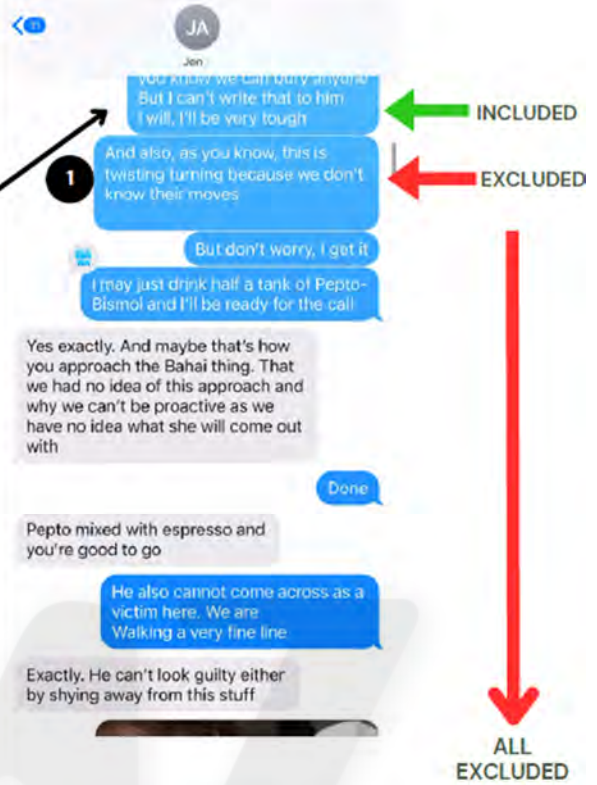 JA
Jen
you know we can bury anyone
But I can't write that to him
I will, I'll be very tough
INCLUDED
And also, as you know, this is
twisting turning because we don't
know their moves
1
EXCLUDED
But don't worry, I get it
I may just drink half a tank of Pepto-
Bismol and I'll be ready for the call
Yes exactly. And maybe that's how
you approach the Bahai thing. That
we had no idea of this approach and
why we can't be proactive as we
have no idea what she will come out
with
Done
Pepto mixed with espresso and
you're good to go
He also cannot come across as a
victim here. We are
Walking a very fine line
Exactly. He can't look guilty either
by shying away from this stuff
ALL
EXCLUDED